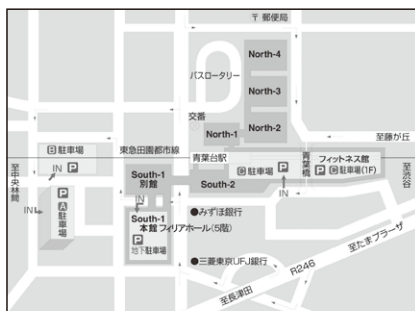 〒 郵便局
North-4
バスロータリー
North-3
交番
North-1
North-2
至藤が丘
Ⓑ駐車場
東急田園都市線
青葉台駅
青葉橋
フィットネス館
IN P
Ⓒ駐車場 P
P Ⓒ駐車場(1F)
至中央林間
South-1
別館
South-2
至渋谷
P
Ⓐ駐車場
IN
IN
IN
South-1
本館 フィリアホール(5階)
P
地下駐車場
●みずほ銀行
●三菱東京UFJ銀行
至たまプラーザ
R246
至長津田